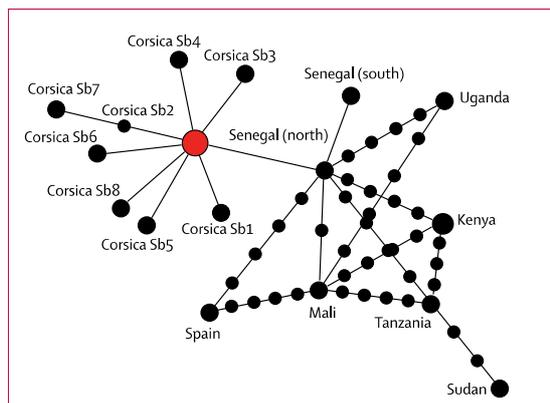 Corsica Sb4
Corsica Sb3
Corsica Sb7
Corsica Sb2
Senegal (south)
Uganda
Corsica Sb6
Senegal (north)
Corsica Sb8
Corsica Sb1
Corsica Sb5
Kenya
Spain
Mali
Tanzania
Sudan